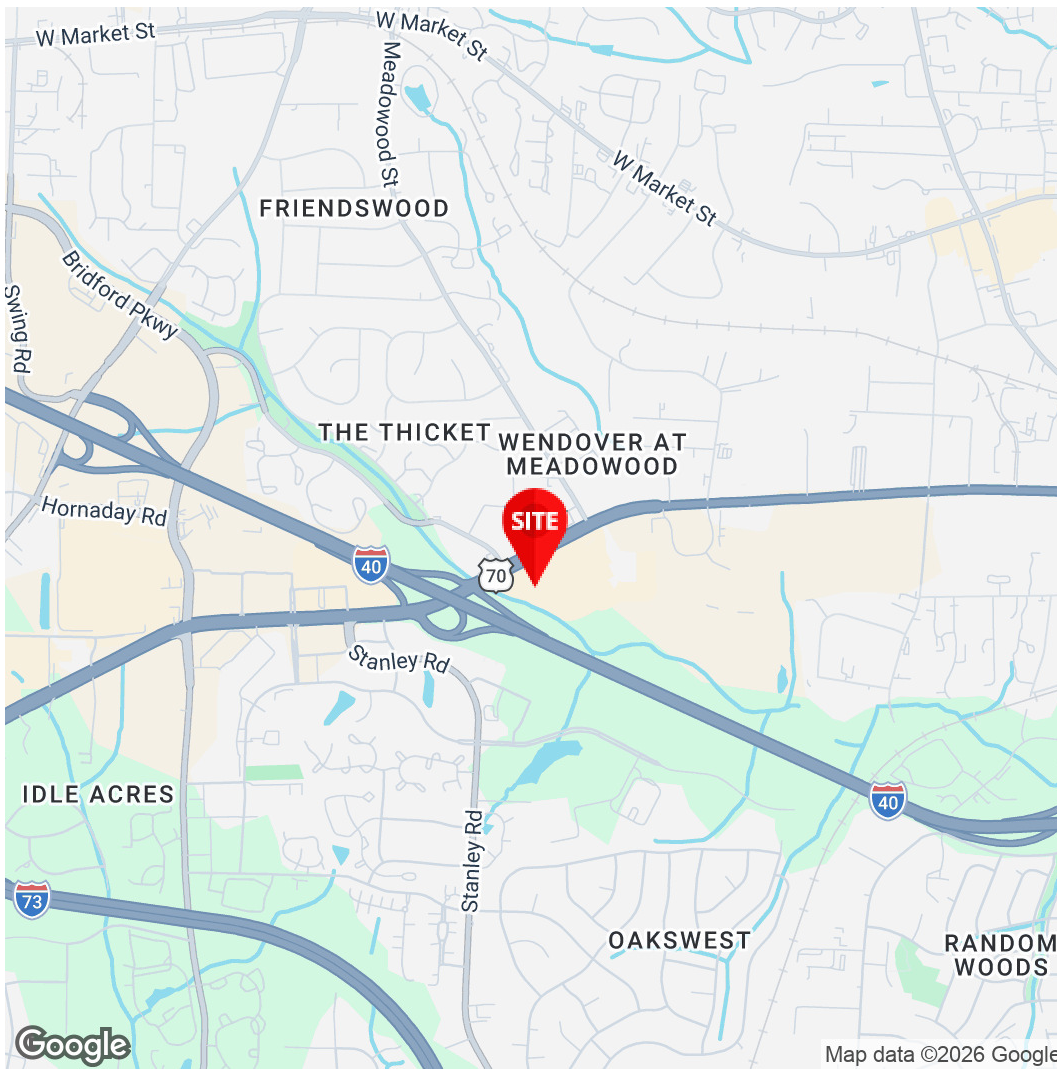 W Market St
W Market St
Meadowood St
W Market St
FRIENDSWOOD
Bridford Pkwy
Swing Rd
THE THICKET
WENDOVER AT
MEADOWOOD
Hornaday Rd
SITE
40
70
Stanley Rd
IDLE ACRES
40
Stanley Rd
73
OAKSWEST
RANDOM
WOODS
Google
Map data ©2026 Google